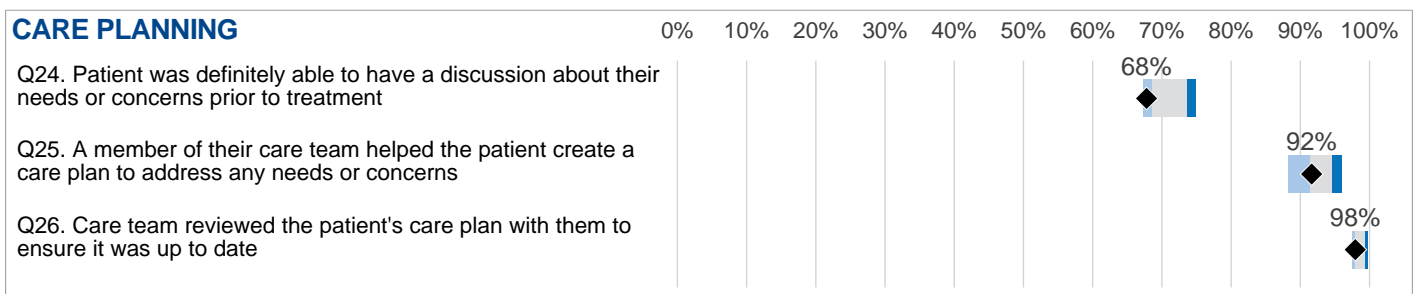 CARE PLANNING 0% 10% 20% 30% 40% 50% 60% 70% 80% 90% 100%
Q24. Patient was definitely able to have a discussion about their
needs or concerns prior to treatment
68%
Q25. A member of their care team helped the patient create a
care plan to address any needs or concerns
92%
Q26. Care team reviewed the patient's care plan with them to
ensure it was up to date
98%